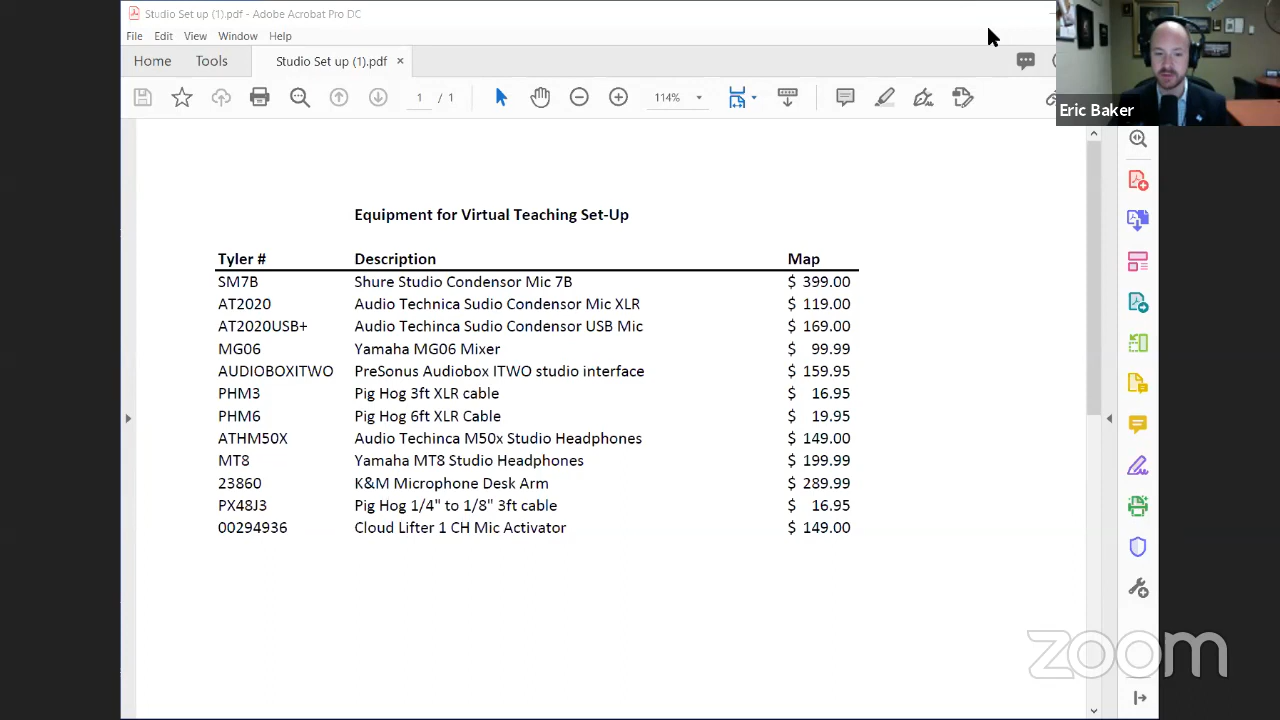 Studio Set up (1).pdf - Adobe Acrobat Pro DC
File Edit View Window Help
Home Tools Studio Set up (1).pdf ×
1 / 1 114%
Eric Baker
Equipment for Virtual Teaching Set-Up
Tyler # Description Map
SM7B Shure Studio Condensor Mic 7B $ 399.00
AT2020 Audio Technica Sudio Condensor Mic XLR $ 119.00
AT2020USB+ Audio Techinca Sudio Condensor USB Mic $ 169.00
MG06 Yamaha MG06 Mixer $ 99.99
AUDIOBOXITWO PreSonus Audiobox ITWO studio interface $ 159.95
PHM3 Pig Hog 3ft XLR cable $ 16.95
PHM6 Pig Hog 6ft XLR Cable $ 19.95
ATHM50X Audio Techinca M50x Studio Headphones $ 149.00
MT8 Yamaha MT8 Studio Headphones $ 199.99
23860 K&M Microphone Desk Arm $ 289.99
PX48J3 Pig Hog 1/4" to 1/8" 3ft cable $ 16.95
00294936 Cloud Lifter 1 CH Mic Activator $ 149.00
zoom